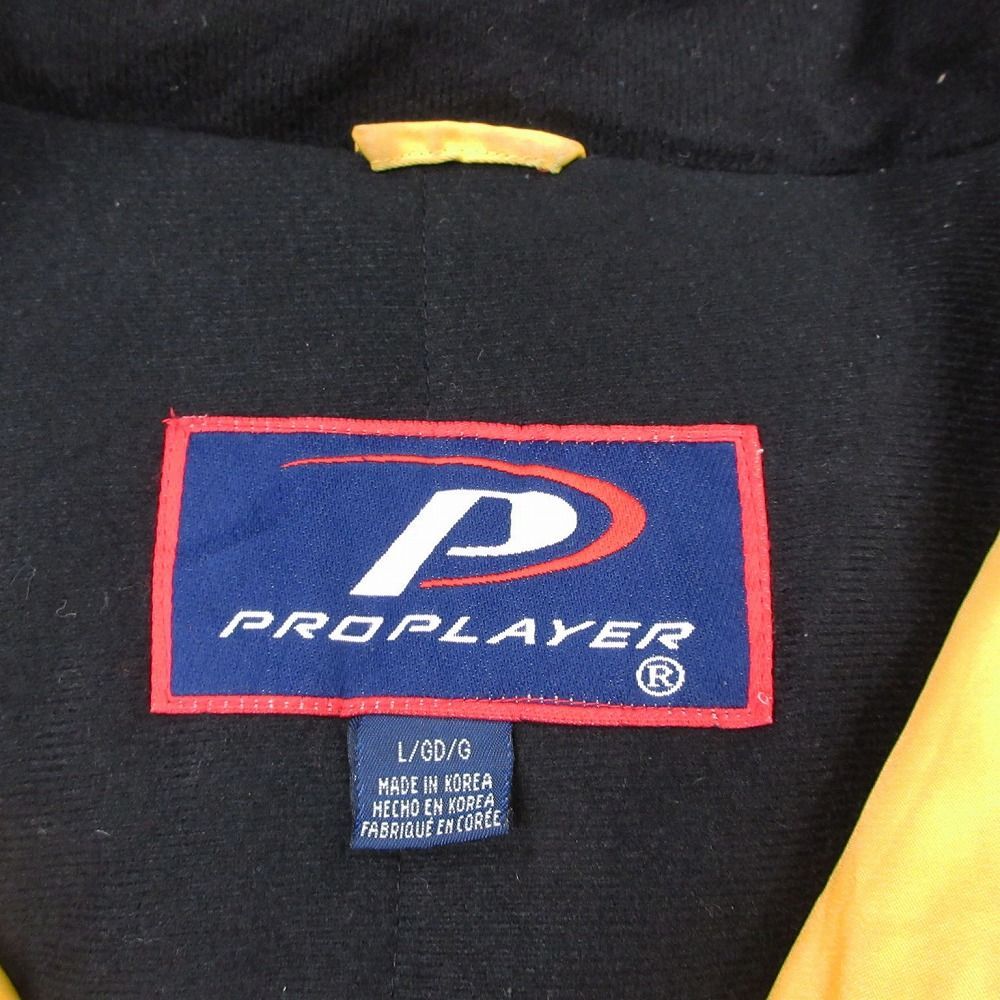 P
PROPLAYER
®
L/GD/G
MADE IN KOREA
HECHO EN KOREA
FABRIQUÉ EN CORÉE